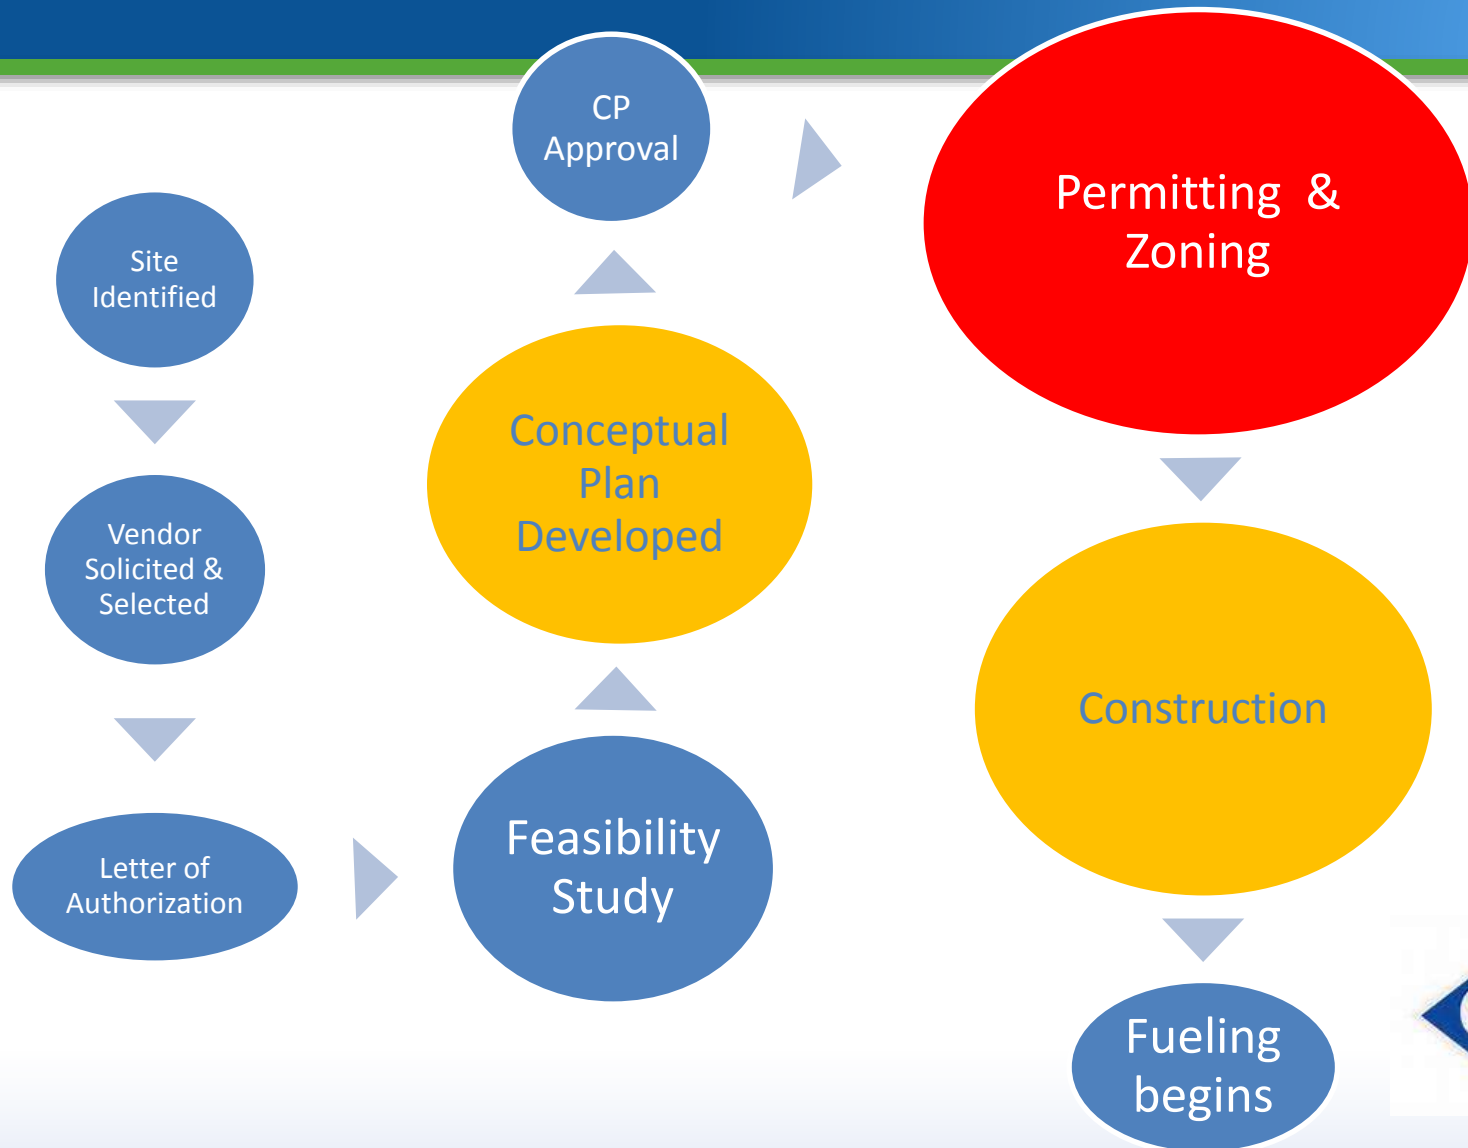 Site
Identified
Vendor
Solicited &
Selected
Letter of
Authorization
Feasibility
Study
Conceptual
Plan
Developed
CP
Approval
Permitting &
Zoning
Construction
Fueling
begins